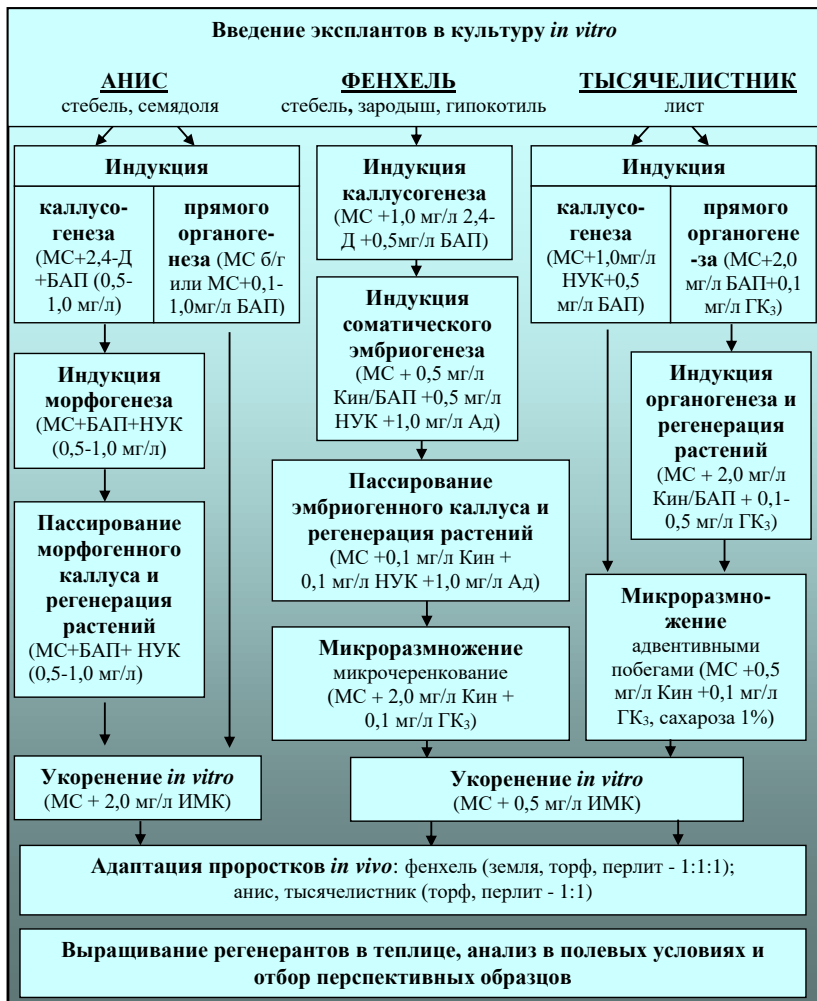 Введение эксплантов в культуру in vitro
АНИС
стебель, семядоля
ФЕНХЕЛЬ
стебель, зародыш, гипокотиль
ТЫСЯЧЕЛИСТНИК
лист
Индукция
каллусо-
генеза
(МС+2,4-Д
+БАП (0,5-
1,0 мг/л)
прямого
органоге-
неза (МС б/г
или МС+0,1-
1,0мг/л БАП)
Индукция
морфогенеза
(МС+БАП+НУК
(0,5-1,0 мг/л)
Пассирование
морфогенного
каллуса и
регенерация
растений
(МС+БАП+ НУК
(0,5-1,0 мг/л)
Укоренение in vitro
(МС + 2,0 мг/л ИМК)
Индукция
каллусогенеза
(МС +1,0 мг/л 2,4-
Д +0,5мг/л БАП)
Индукция
соматического
эмбриогенеза
(МС + 0,5 мг/л
Кин/БАП +0,5 мг/л
НУК +1,0 мг/л Ад)
Пассирование
эмбриогенного каллуса и
регенерация растений
(МС +0,1 мг/л Кин +
0,1 мг/л НУК +1,0 мг/л Ад)
Микроразмножение
микрочеренкование
(МС + 2,0 мг/л Кин +
0,1 мг/л ГК₃)
Индукция
каллусо-
генеза
(МС+1,0мг/л
НУК+0,5
мг/л БАП)
прямого
органогене
-за (МС+2,0
мг/л БАП+0,1
мг/л ГК₃)
Индукция
органогенеза и
регенерация
растений
(МС + 2,0 мг/л
Кин/БАП + 0,1-
0,5 мг/л ГК₃)
Микроразмно-
жение
адвентивными
побегами (МС +0,5
мг/л Кин +0,1 мг/л
ГК₃, сахароза 1%)
Укоренение in vitro
(МС + 0,5 мг/л ИМК)
Адаптация проростков in vivo: фенхель (земля, торф, перлит - 1:1:1);
анис, тысячелистник (торф, перлит - 1:1)
Выращивание регенерантов в теплице, анализ в полевых условиях и
отбор перспективных образцов